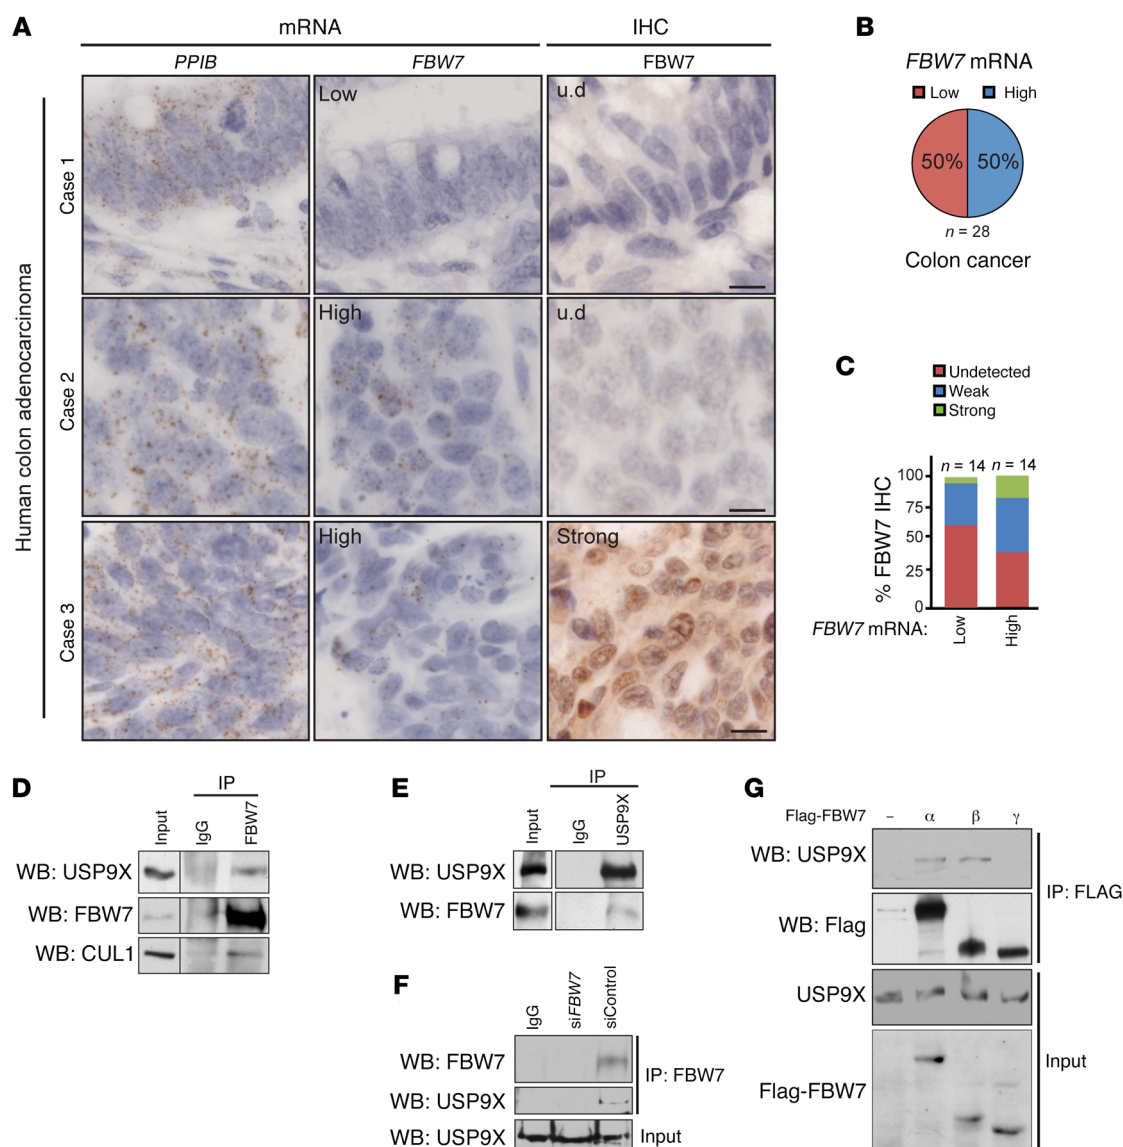 A
mRNA
IHC
PPIB
FBW7
FBW7
Human colon adenocarcinoma
Case 1
Low
u.d
Case 2
High
u.d
Case 3
High
Strong
B
FBW7 mRNA
Low
High
50%
50%
n = 28
Colon cancer
C
Undetected
Weak
Strong
n = 14
n = 14
% FBW7 IHC
100
75
50
25
0
FBW7 mRNA:
Low
High
D
IP
Input
IgG
FBW7
WB: USP9X
WB: FBW7
WB: CUL1
E
IP
Input
IgG
USP9X
WB: USP9X
WB: FBW7
F
IgG
siFBW7
siControl
WB: FBW7
WB: USP9X
IP: FBW7
WB: USP9X
Input
G
Flag-FBW7
– α β γ
WB: USP9X
WB: Flag
IP: FLAG
USP9X
Flag-FBW7
Input